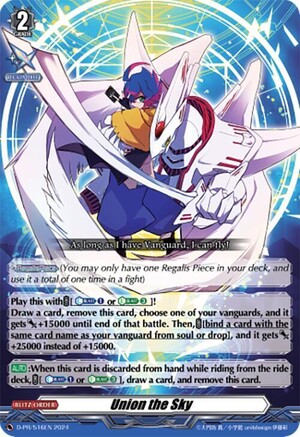 2
GRADE
As long as I have Vanguard, I can fly!
Regalis Piece (You may only have one Regalis Piece in your deck, and
use it a total of one time in a fight)
Play this with [ ] or [ ]!
Draw a card, remove this card, choose one of your vanguards, and it
gets +15000 until end of that battle. Then, [bind a card with the
same card name as your vanguard from soul or drop], and it gets
+25000 instead of +15000.
AUTO: When this card is discarded from hand while riding from the ride
deck, [ or ], draw a card, and remove this card.
BLITZ ORDER
Union the Sky
D-PR/516EN 2024